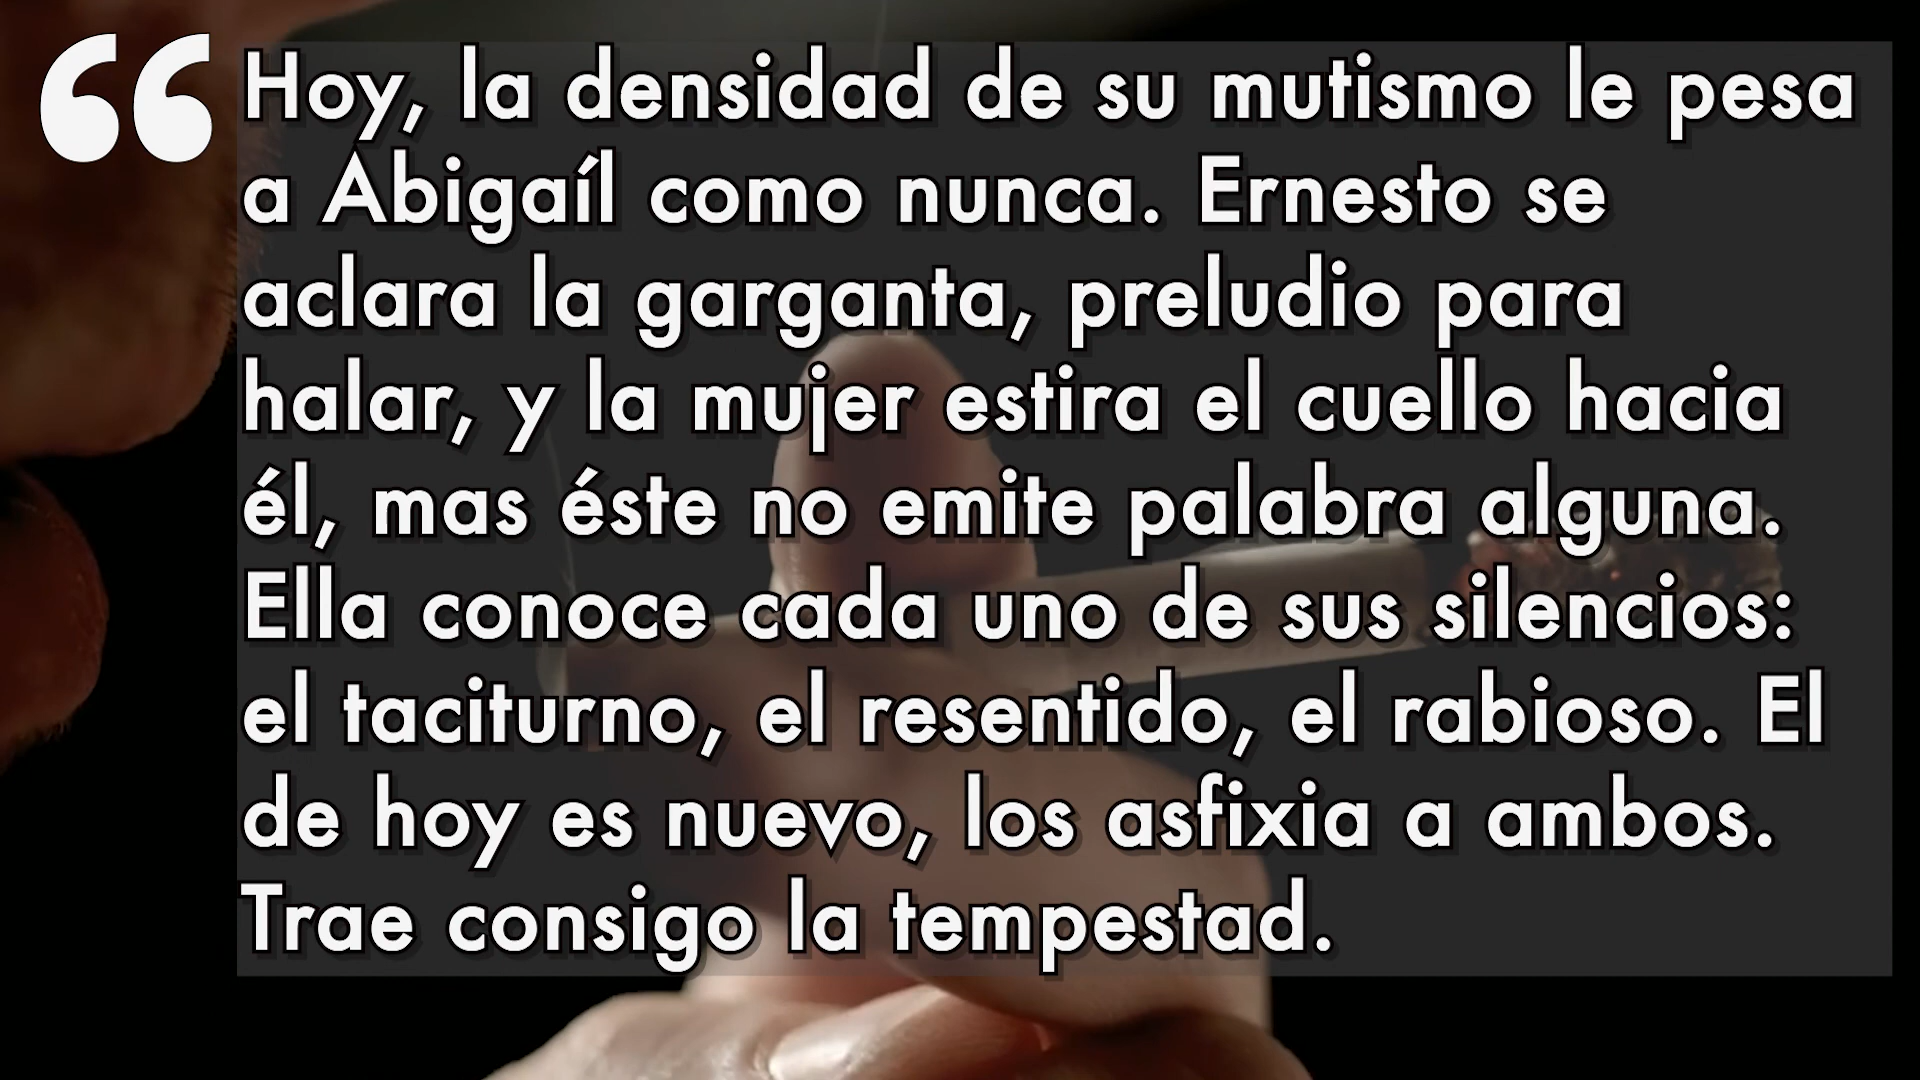 “Hoy, la densidad de su mutismo le pesa
a Abigaíl como nunca. Ernesto se
aclara la garganta, preludio para
halar, y la mujer estira el cuello hacia
él, mas éste no emite palabra alguna.
Ella conoce cada uno de sus silencios:
el taciturno, el resentido, el rabioso. El
de hoy es nuevo, los asfixia a ambos.
Trae consigo la tempestad.